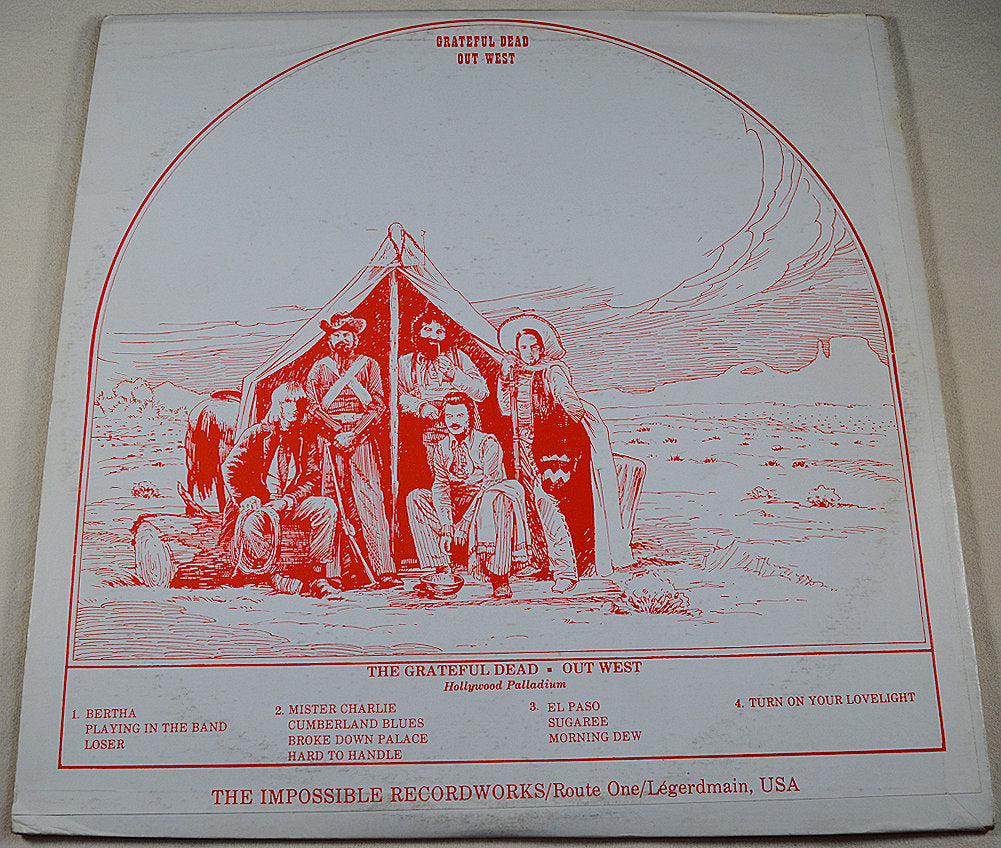 GRATEFUL DEAD
OUT WEST
THE GRATEFUL DEAD ▪ OUT WEST
Hollywood Palladium
1. BERTHA
PLAYING IN THE BAND
LOSER
2. MISTER CHARLIE
CUMBERLAND BLUES
BROKE DOWN PALACE
HARD TO HANDLE
3. EL PASO
SUGAREE
MORNING DEW
4. TURN ON YOUR LOVELIGHT
THE IMPOSSIBLE RECORDWORKS/Route One/Légerdmain, USA